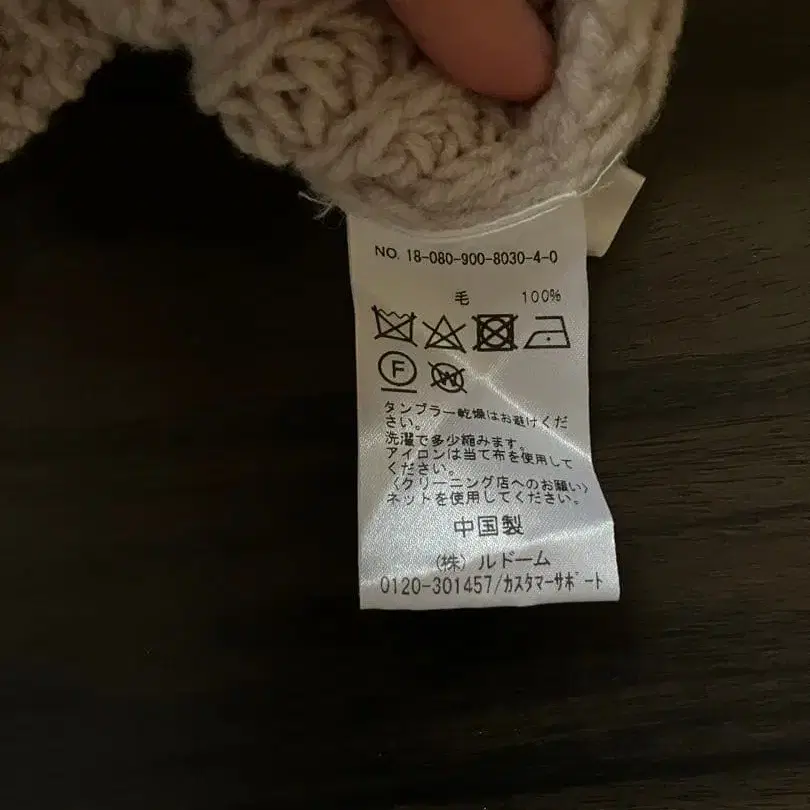 NO. 18-080-900-8030-4-0
毛 100%
F W
タンブラー乾燥はお避けくだ
さい。
洗濯で多少縮みます。
アイロンは当て布を使用して
ください。
〈クリーニング店へのお願い〉
ネットを使用してください。
中国製
(株)ルドーム
0120-301457/カスタマーサポート